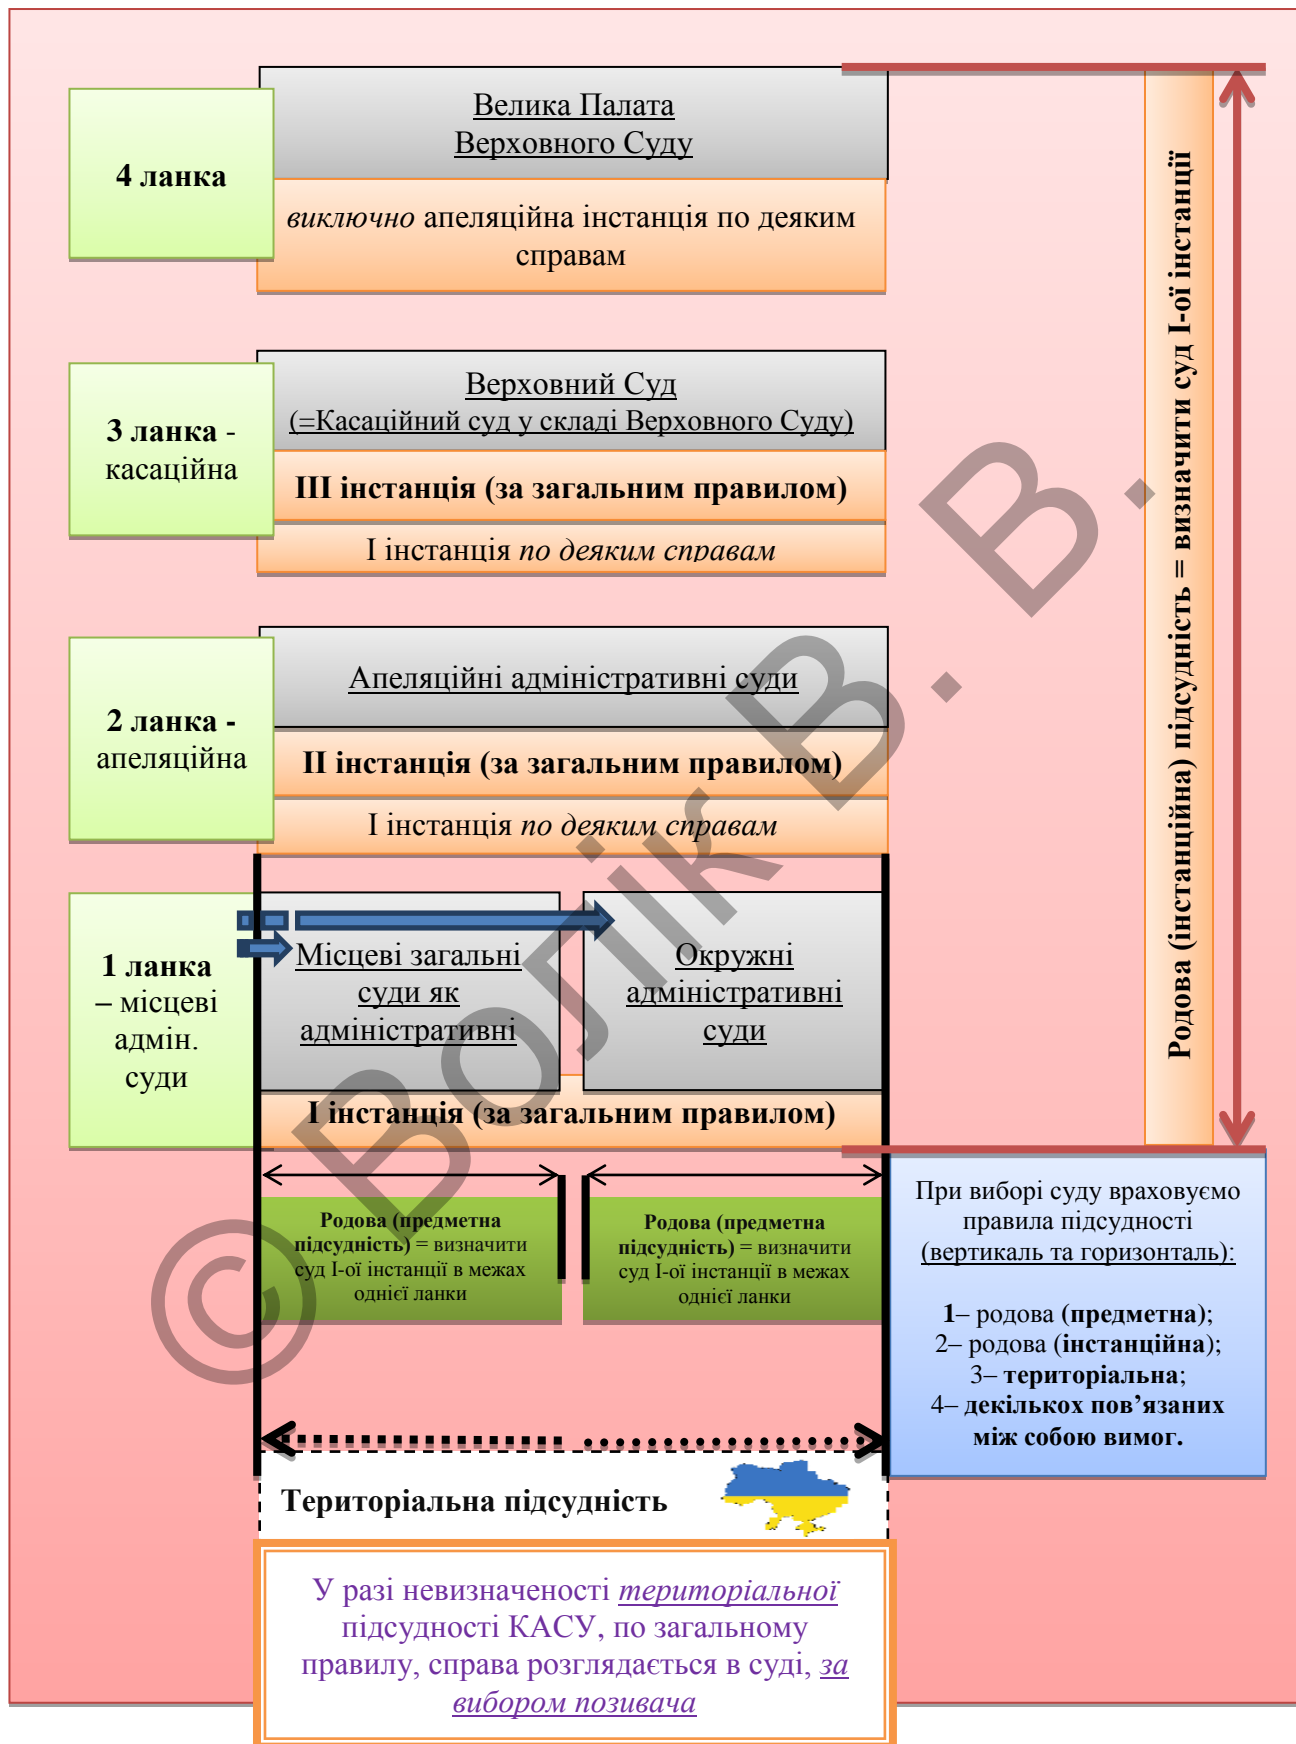 4 ланка
Велика Палата
Верховного Суду
виключно апеляційна інстанція по деяким
справам
3 ланка -
касаційна
Верховний Суд
(=Касаційний суд у складі Верховного Суду)
ІІІ інстанція (за загальним правилом)
І інстанція по деяким справам
2 ланка -
апеляційна
Апеляційні адміністративні суди
ІІ інстанція (за загальним правилом)
І інстанція по деяким справам
1 ланка
– місцеві
адмін.
суди
Місцеві загальні
суди як
адміністративні
Окружні
адміністративні
суди
І інстанція (за загальним правилом)
Родова (інстанційна) підсудність = визначити суд І-ої інстанції
Родова (предметна
підсудність) = визначити
суд І-ої інстанції в межах
однієї ланки
Родова (предметна
підсудність) = визначити
суд І-ої інстанції в межах
однієї ланки
При виборі суду враховуємо
правила підсудності
(вертикаль та горизонталь):
1– родова (предметна);
2– родова (інстанційна);
3– територіальна;
4– декількох пов’язаних
між собою вимог.
Територіальна підсудність
У разі невизначеності територіальної
підсудності КАСУ, по загальному
правилу, справа розглядається в суді, за
вибором позивача
© Волік В. В.